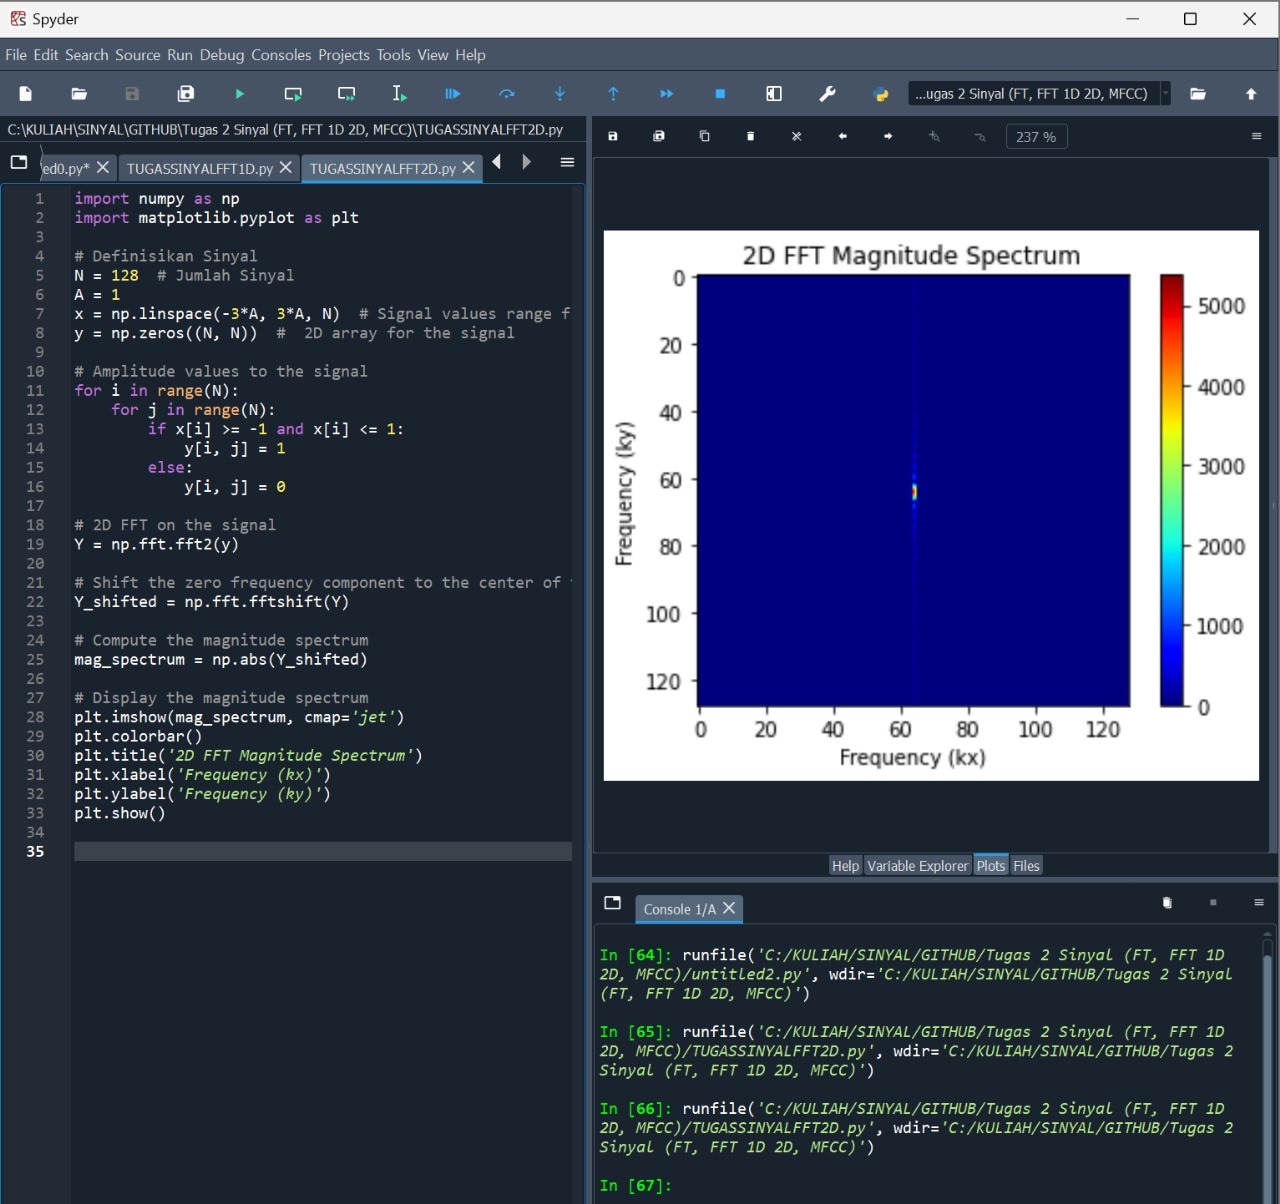 Spyder
File Edit Search Source Run Debug Consoles Projects Tools View Help
...ugas 2 Sinyal (FT, FFT 1D 2D, MFCC)
C:\KULIAH\SINYAL\GITHUB\Tugas 2 Sinyal (FT, FFT 1D 2D, MFCC)\TUGASSINYALFFT2D.py
ed0.py* TUGASSINYALFFT1D.py TUGASSINYALFFT2D.py
1 import numpy as np
2 import matplotlib.pyplot as plt
3
4 # Definisikan Sinyal
5 N = 128  # Jumlah Sinyal
6 A = 1
7 x = np.linspace(-3*A, 3*A, N)  # Signal values range f
8 y = np.zeros((N, N))  #  2D array for the signal
9
10 # Amplitude values to the signal
11 for i in range(N):
12     for j in range(N):
13         if x[i] >= -1 and x[i] <= 1:
14             y[i, j] = 1
15         else:
16             y[i, j] = 0
17
18 # 2D FFT on the signal
19 Y = np.fft.fft2(y)
20
21 # Shift the zero frequency component to the center of
22 Y_shifted = np.fft.fftshift(Y)
23
24 # Compute the magnitude spectrum
25 mag_spectrum = np.abs(Y_shifted)
26
27 # Display the magnitude spectrum
28 plt.imshow(mag_spectrum, cmap='jet')
29 plt.colorbar()
30 plt.title('2D FFT Magnitude Spectrum')
31 plt.xlabel('Frequency (kx)')
32 plt.ylabel('Frequency (ky)')
33 plt.show()
34
35
237 %
2D FFT Magnitude Spectrum
Frequency (ky)
0
20
40
60
80
100
120
0 20 40 60 80 100 120
Frequency (kx)
5000
4000
3000
2000
1000
0
Help Variable Explorer Plots Files
Console 1/A
In [64]: runfile('C:/KULIAH/SINYAL/GITHUB/Tugas 2 Sinyal (FT, FFT 1D
2D, MFCC)/untitled2.py', wdir='C:/KULIAH/SINYAL/GITHUB/Tugas 2 Sinyal
(FT, FFT 1D 2D, MFCC)')
In [65]: runfile('C:/KULIAH/SINYAL/GITHUB/Tugas 2 Sinyal (FT, FFT 1D
2D, MFCC)/TUGASSINYALFFT2D.py', wdir='C:/KULIAH/SINYAL/GITHUB/Tugas 2
Sinyal (FT, FFT 1D 2D, MFCC)')
In [66]: runfile('C:/KULIAH/SINYAL/GITHUB/Tugas 2 Sinyal (FT, FFT 1D
2D, MFCC)/TUGASSINYALFFT2D.py', wdir='C:/KULIAH/SINYAL/GITHUB/Tugas 2
Sinyal (FT, FFT 1D 2D, MFCC)')
In [67]: